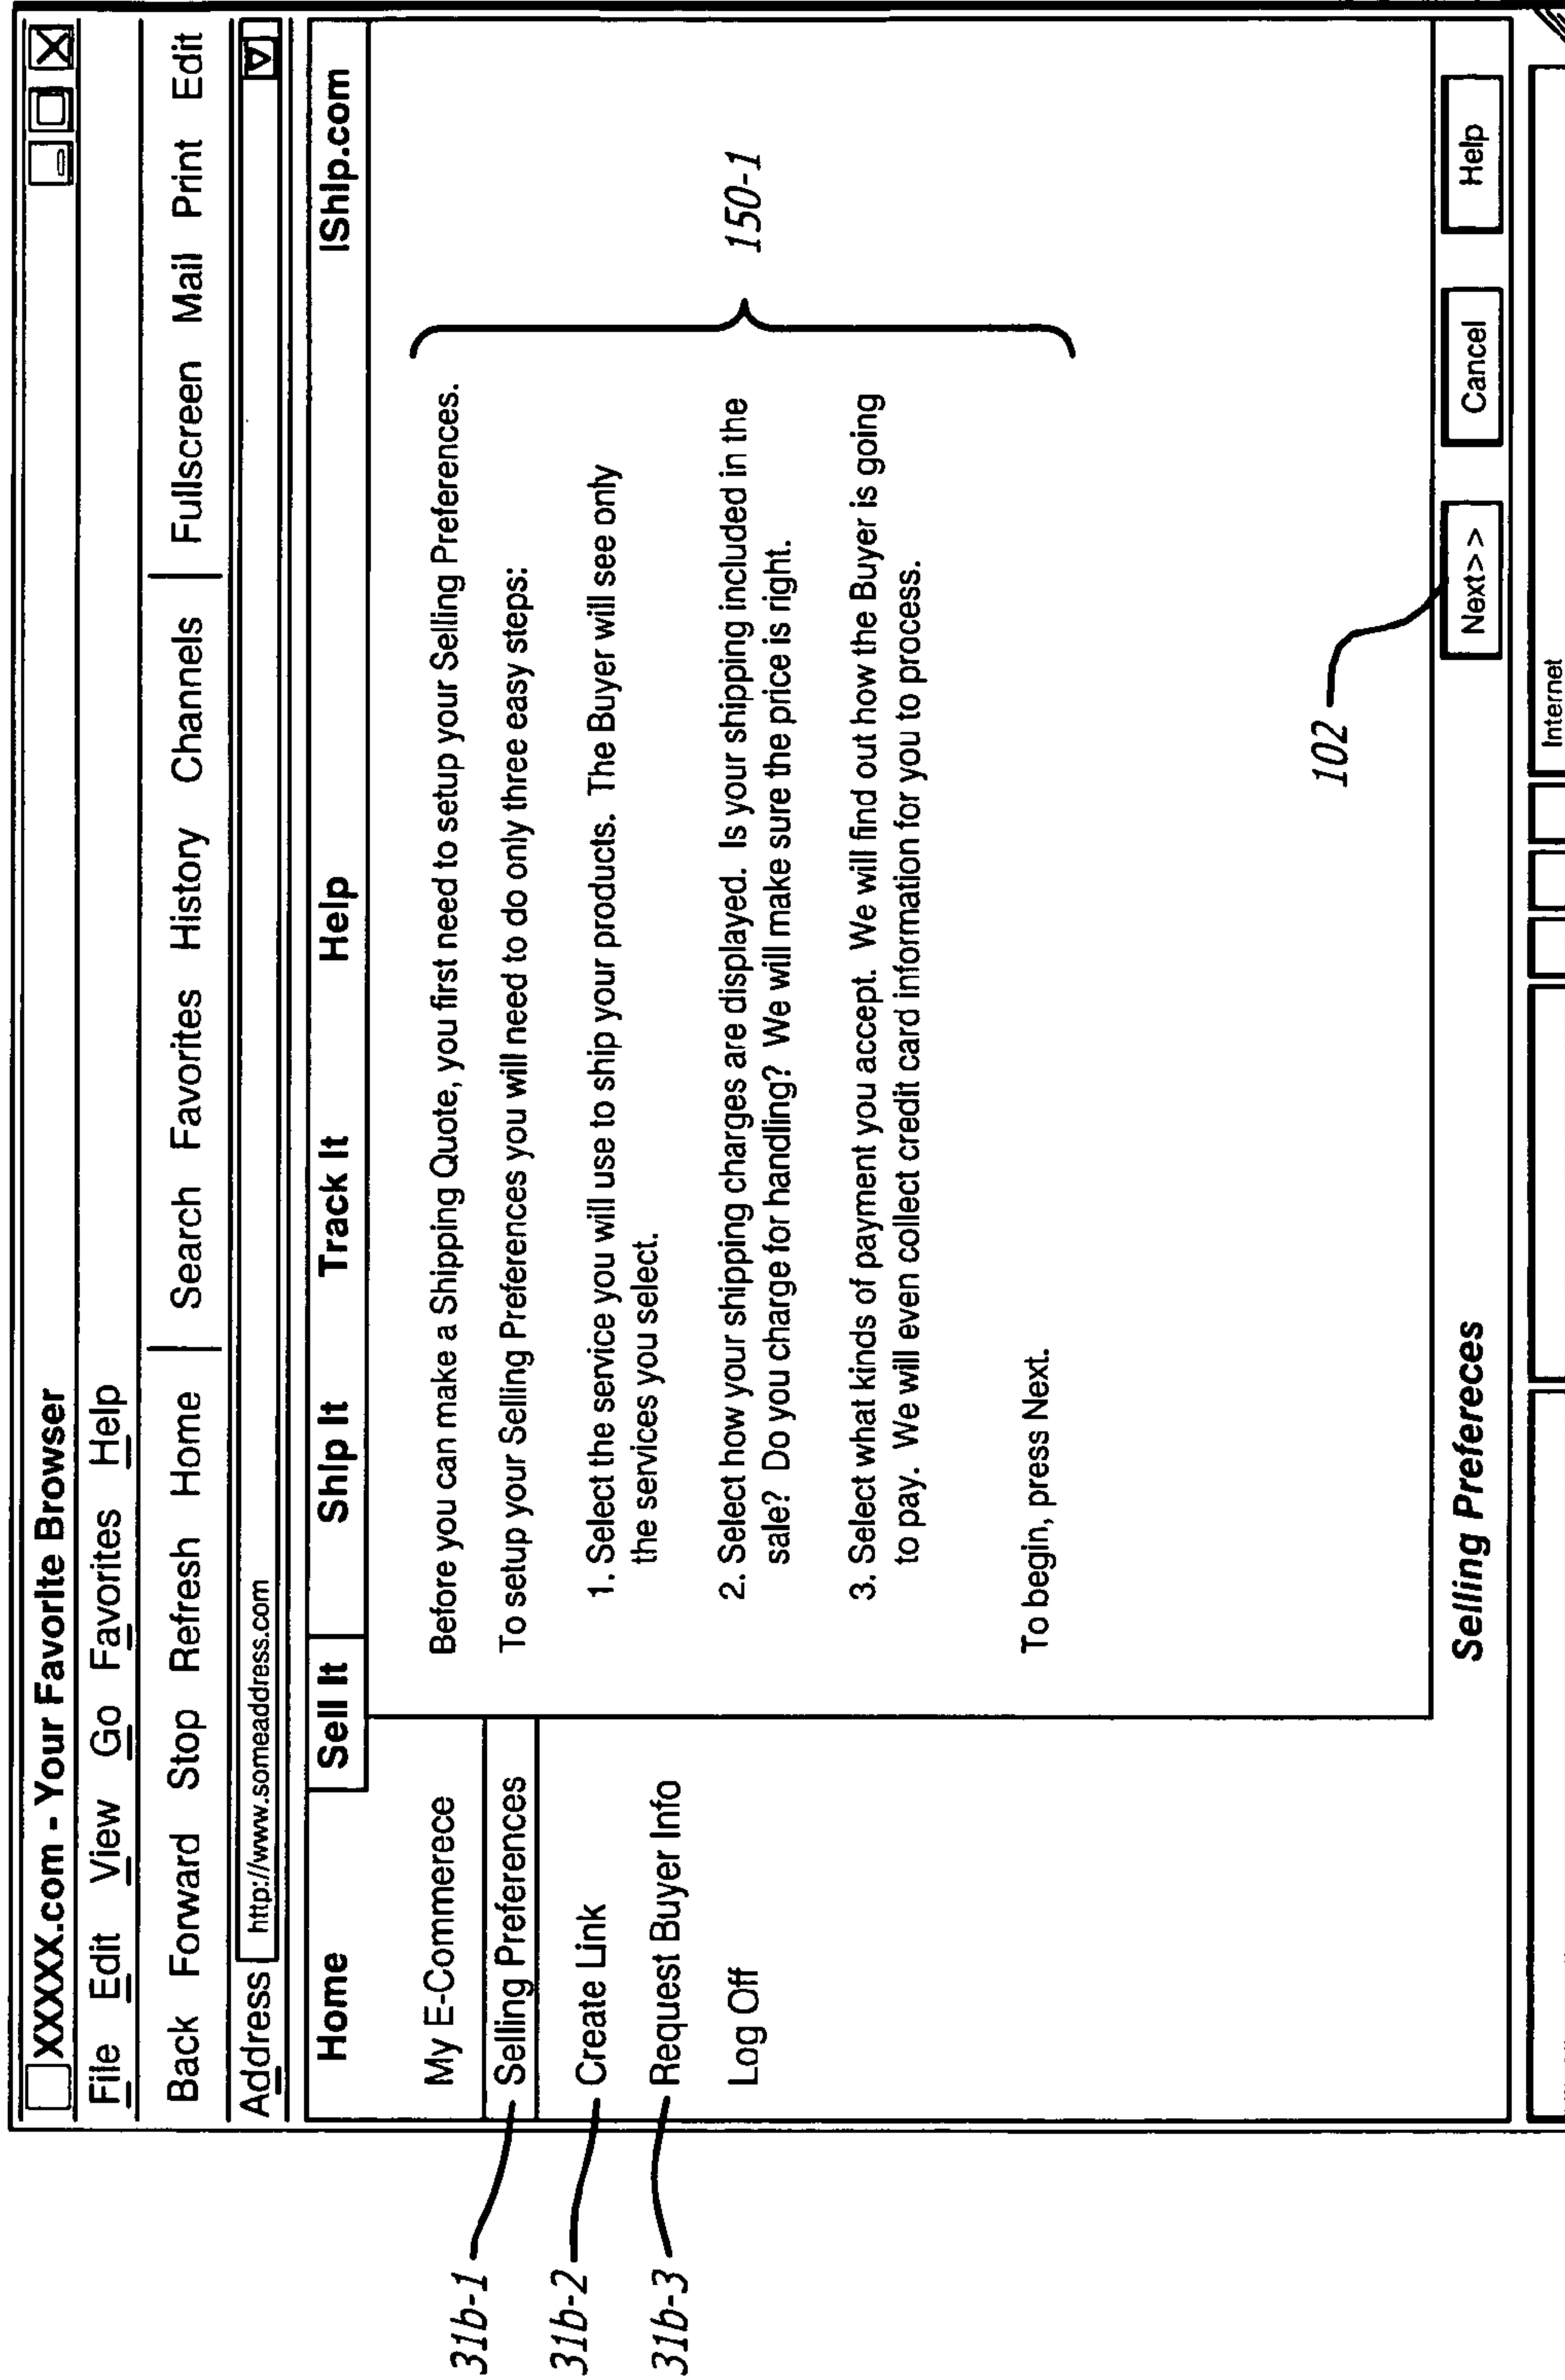 XXXXX.com - Your Favorite Browser
File Edit View Go Favorites Help
Back Forward Stop Refresh Home Search Favorites History Channels Fullscreen Mail Print Edit
Address http://www.someaddress.com
Home Sell It Ship It Track It Help IShip.com
My E-Commerece
Selling Preferences
Create Link
Request Buyer Info
Log Off
31b-1
31b-2
31b-3
Before you can make a Shipping Quote, you first need to setup your Selling Preferences.
To setup your Selling Preferences you will need to do only three easy steps:
1. Select the service you will use to ship your products. The Buyer will see only
the services you select.
2. Select how your shipping charges are displayed. Is your shipping included in the
sale? Do you charge for handling? We will make sure the price is right.
3. Select what kinds of payment you accept. We will find out how the Buyer is going
to pay. We will even collect credit card information for you to process.
To begin, press Next.
150-1
102
Selling Prefereces
Next>> Cancel Help
Internet